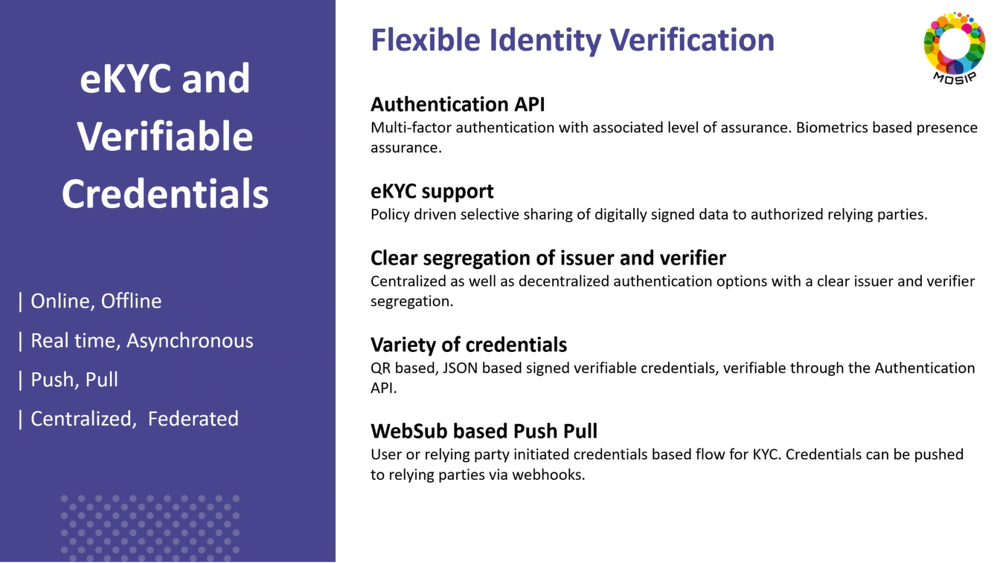 eKYC and
Verifiable
Credentials
| Online, Offline
| Real time, Asynchronous
| Push, Pull
| Centralized,  Federated
Flexible Identity Verification
MOSIP
Authentication API
Multi-factor authentication with associated level of assurance. Biometrics based presence
assurance.
eKYC support
Policy driven selective sharing of digitally signed data to authorized relying parties.
Clear segregation of issuer and verifier
Centralized as well as decentralized authentication options with a clear issuer and verifier
segregation.
Variety of credentials
QR based, JSON based signed verifiable credentials, verifiable through the Authentication
API.
WebSub based Push Pull
User or relying party initiated credentials based flow for KYC. Credentials can be pushed
to relying parties via webhooks.